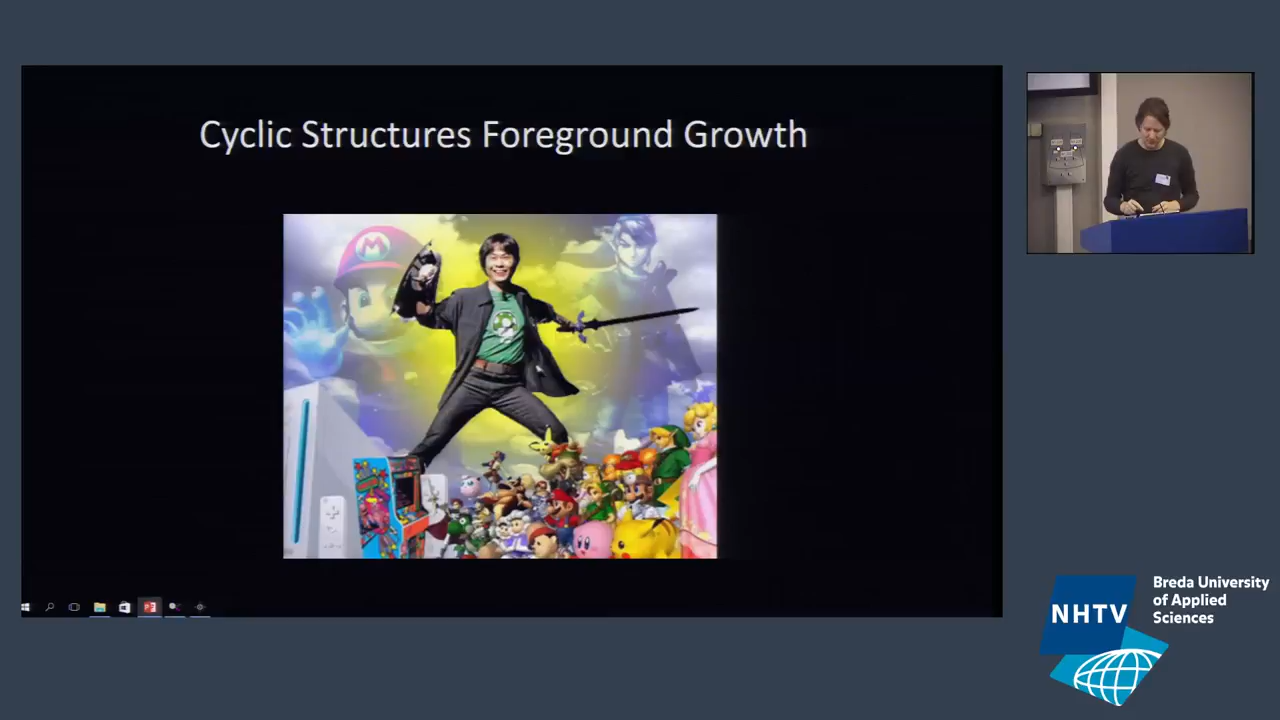 Cyclic Structures Foreground Growth
M
NHTV
Breda University
of Applied
Sciences